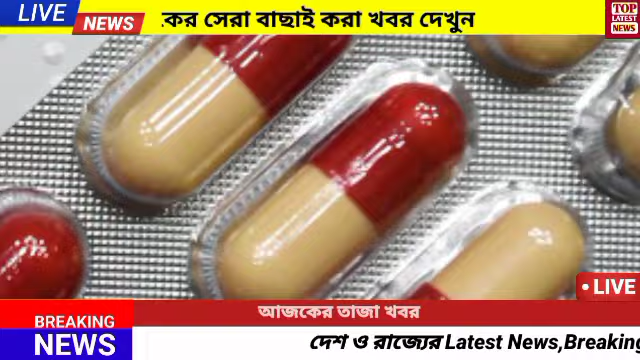 LIVE NEWS
কের সেরা বাছাই করা খবর দেখুন
TOP
LATEST
NEWS
• LIVE
আজকের তাজা খবর
BREAKING
NEWS
দেশ ও রাজ্যের Latest News,Breaking